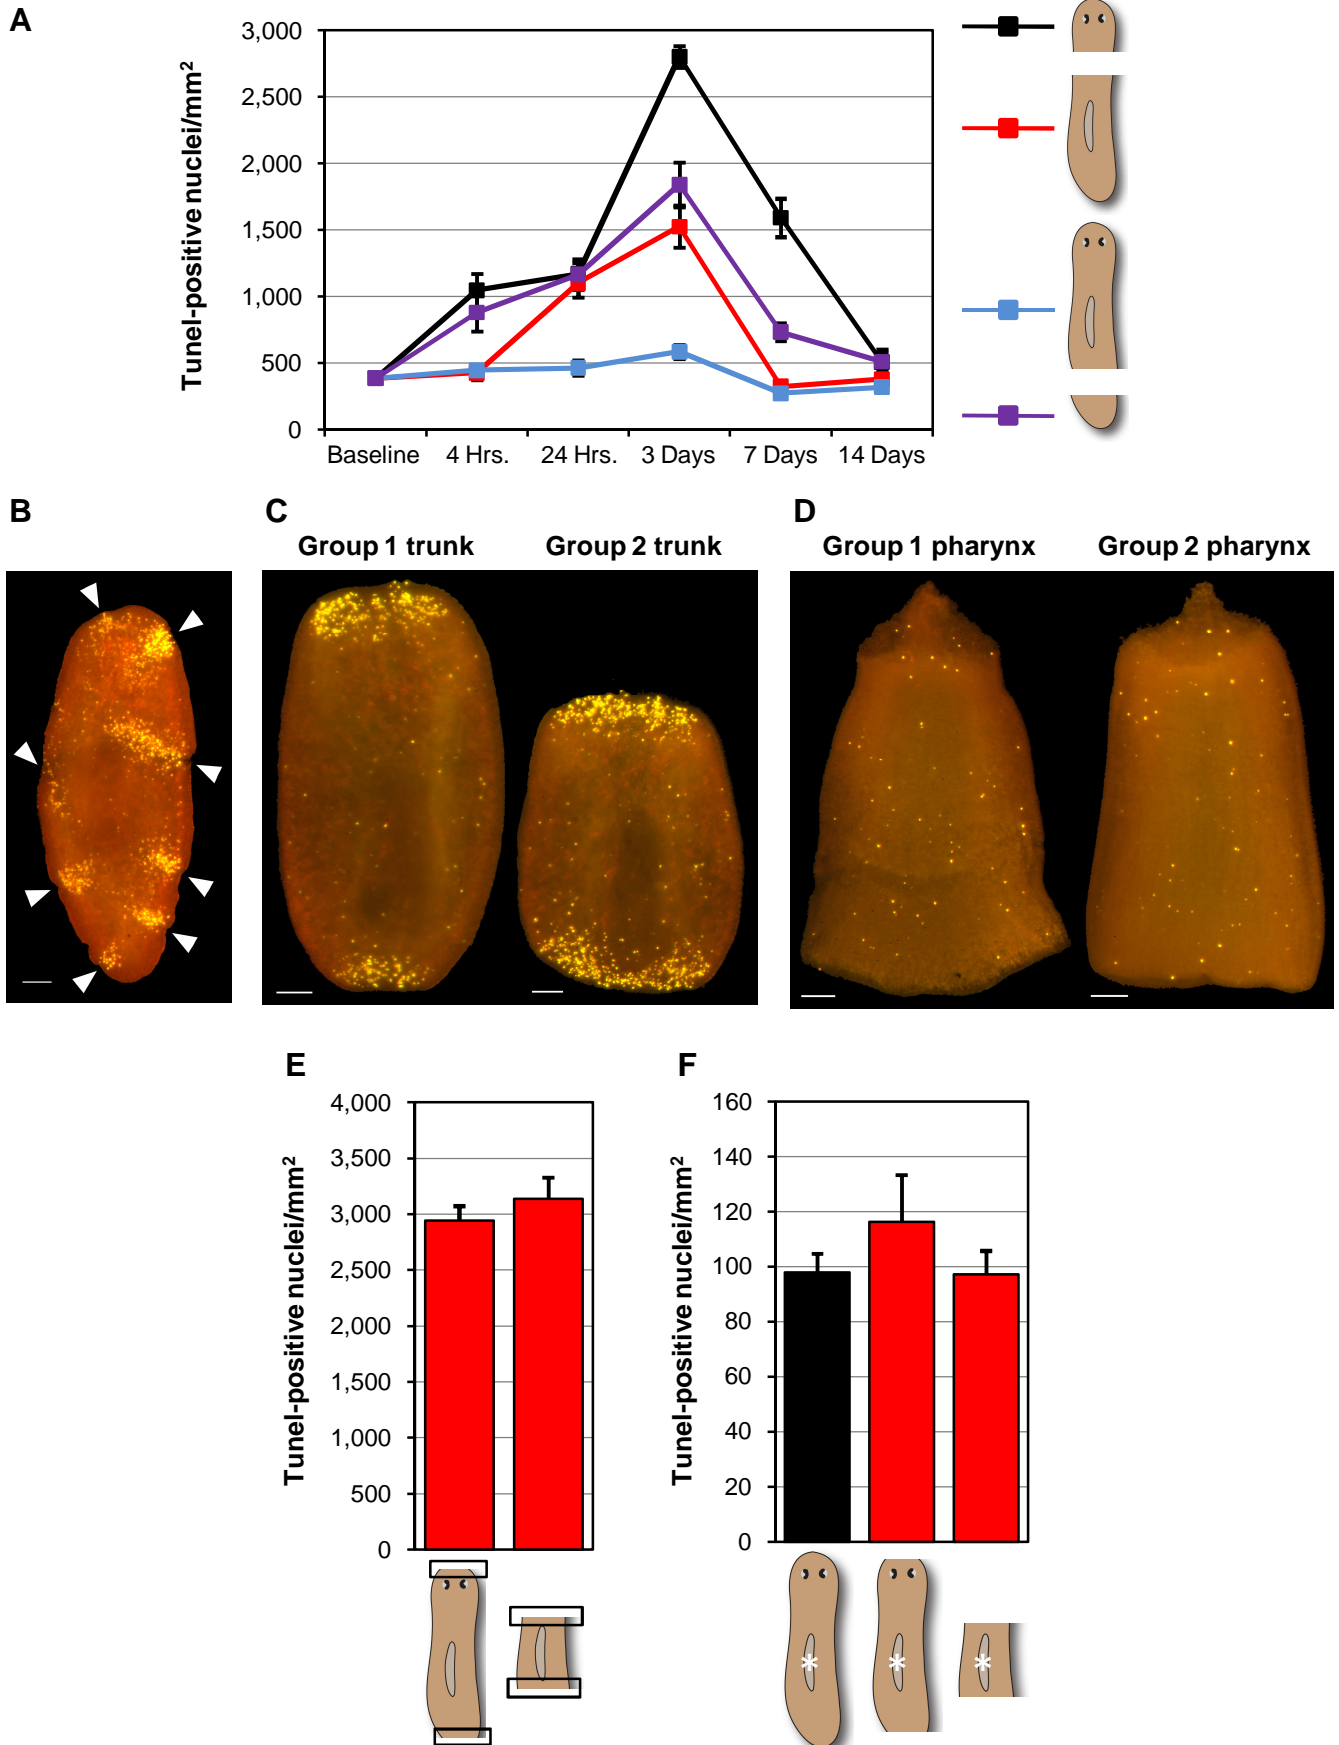 A
Tunel-positive nuclei/mm²
3,000
2,500
2,000
1,500
1,000
500
0
Baseline 4 Hrs. 24 Hrs. 3 Days 7 Days 14 Days
B
C
D
Group 1 trunk Group 2 trunk
Group 1 pharynx Group 2 pharynx
E
Tunel-positive nuclei/mm²
4,000
3,500
3,000
2,500
2,000
1,500
1,000
500
0
F
Tunel-positive nuclei/mm²
160
140
120
100
80
60
40
20
0
*
*
*